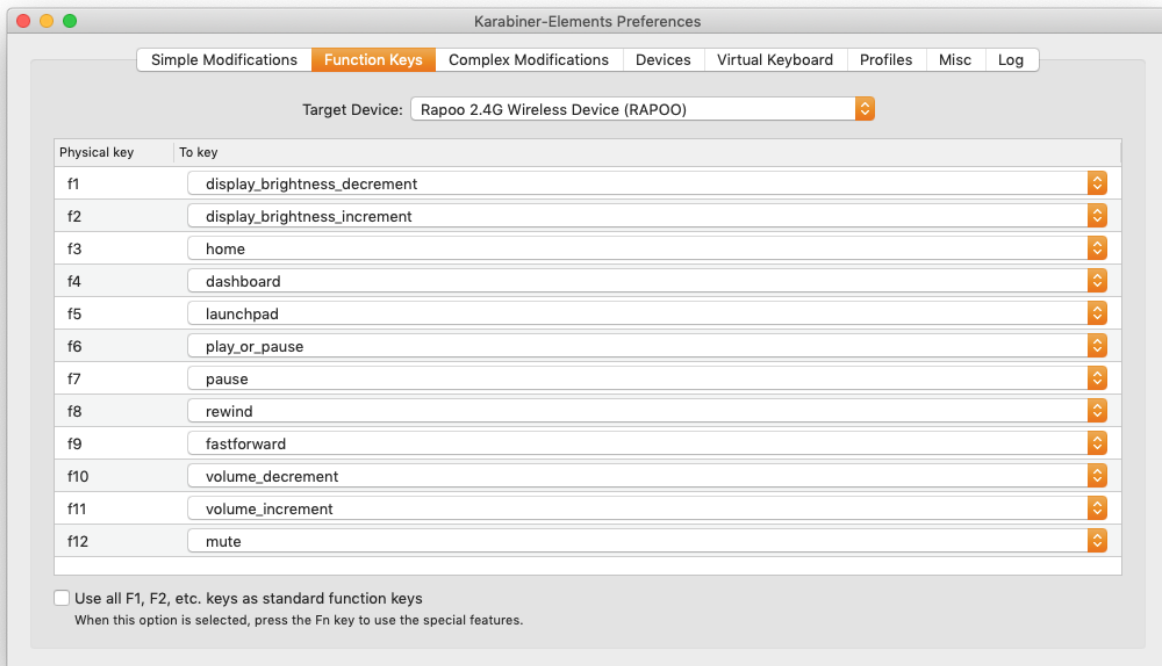 Karabiner-Elements Preferences
Simple Modifications Function Keys Complex Modifications Devices Virtual Keyboard Profiles Misc Log
Target Device: Rapoo 2.4G Wireless Device (RAPOO)
Physical key To key
f1 display_brightness_decrement
f2 display_brightness_increment
f3 home
f4 dashboard
f5 launchpad
f6 play_or_pause
f7 pause
f8 rewind
f9 fastforward
f10 volume_decrement
f11 volume_increment
f12 mute
Use all F1, F2, etc. keys as standard function keys
When this option is selected, press the Fn key to use the special features.